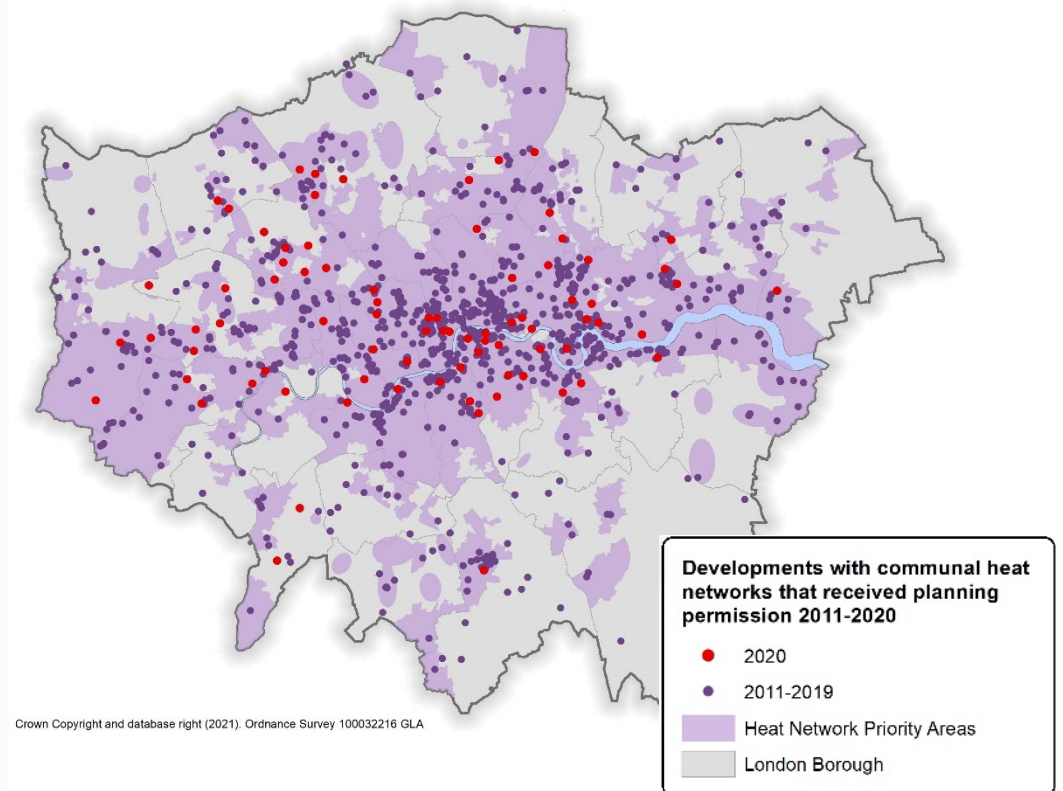 Developments with communal heat
networks that received planning
permission 2011-2020
2020
2011-2019
Heat Network Priority Areas
London Borough
Crown Copyright and database right (2021). Ordnance Survey 100032216 GLA